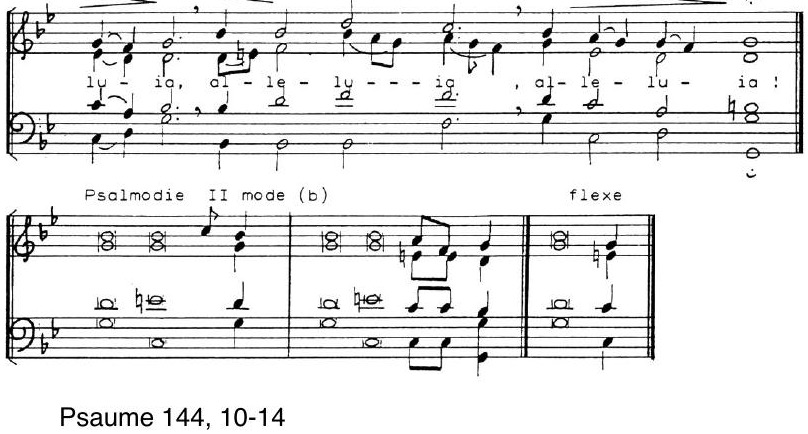 lu - ia, al - le - lu - - - ia , al- le - lu - ia !
Psalmodie II mode (b)
flexe
Psaume 144, 10-14